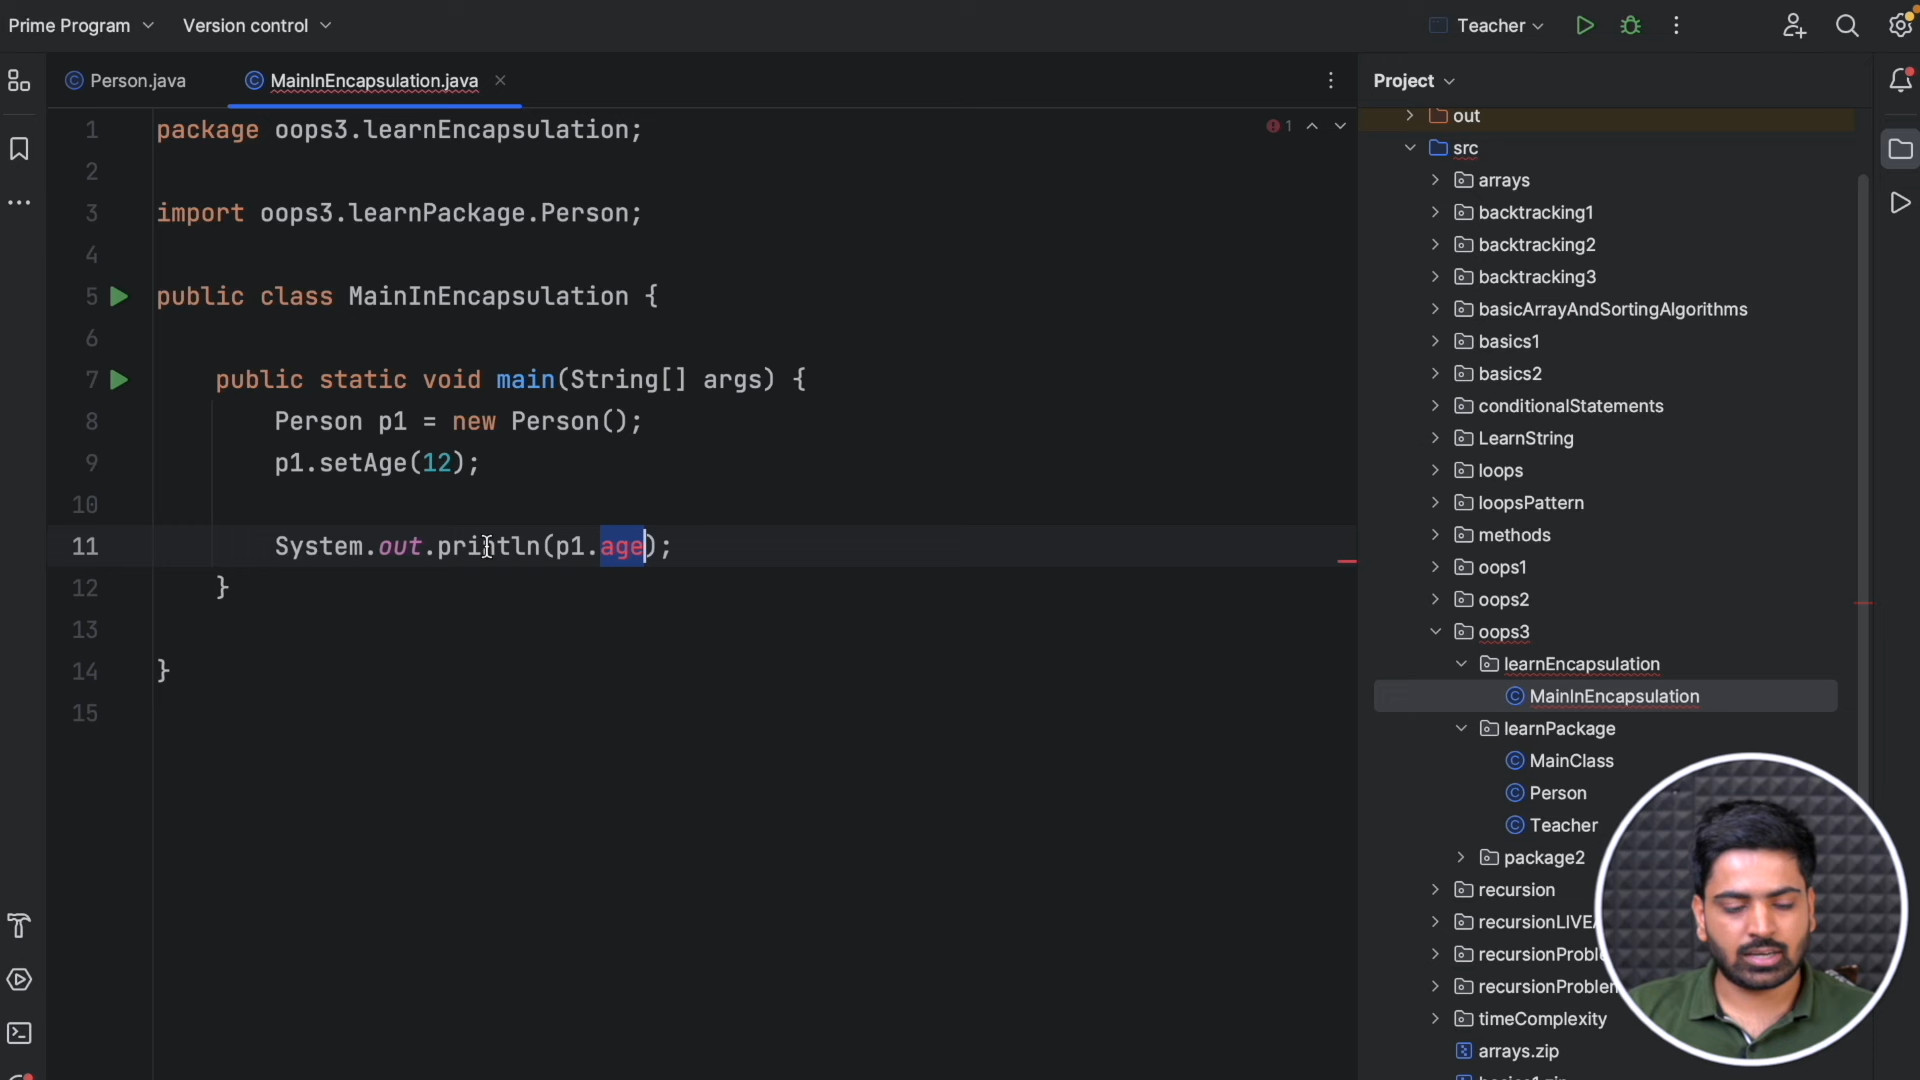 Prime Program
Version control
Teacher
Person.java
MainInEncapsulation.java
Project
1 package oops3.learnEncapsulation;
1
2
3 import oops3.learnPackage.Person;
4
5 public class MainInEncapsulation {
6
7 public static void main(String[] args) {
8 Person p1 = new Person();
9 p1.setAge(12);
10
11 System.out.println(p1.age);
12 }
13
14 }
15
out
src
arrays
backtracking1
backtracking2
backtracking3
basicArrayAndSortingAlgorithms
basics1
basics2
conditionalStatements
LearnString
loops
loopsPattern
methods
oops1
oops2
oops3
learnEncapsulation
MainInEncapsulation
learnPackage
MainClass
Person
Teacher
package2
recursion
recursionLIVE
recursionProble
recursionProblem
timeComplexity
arrays.zip